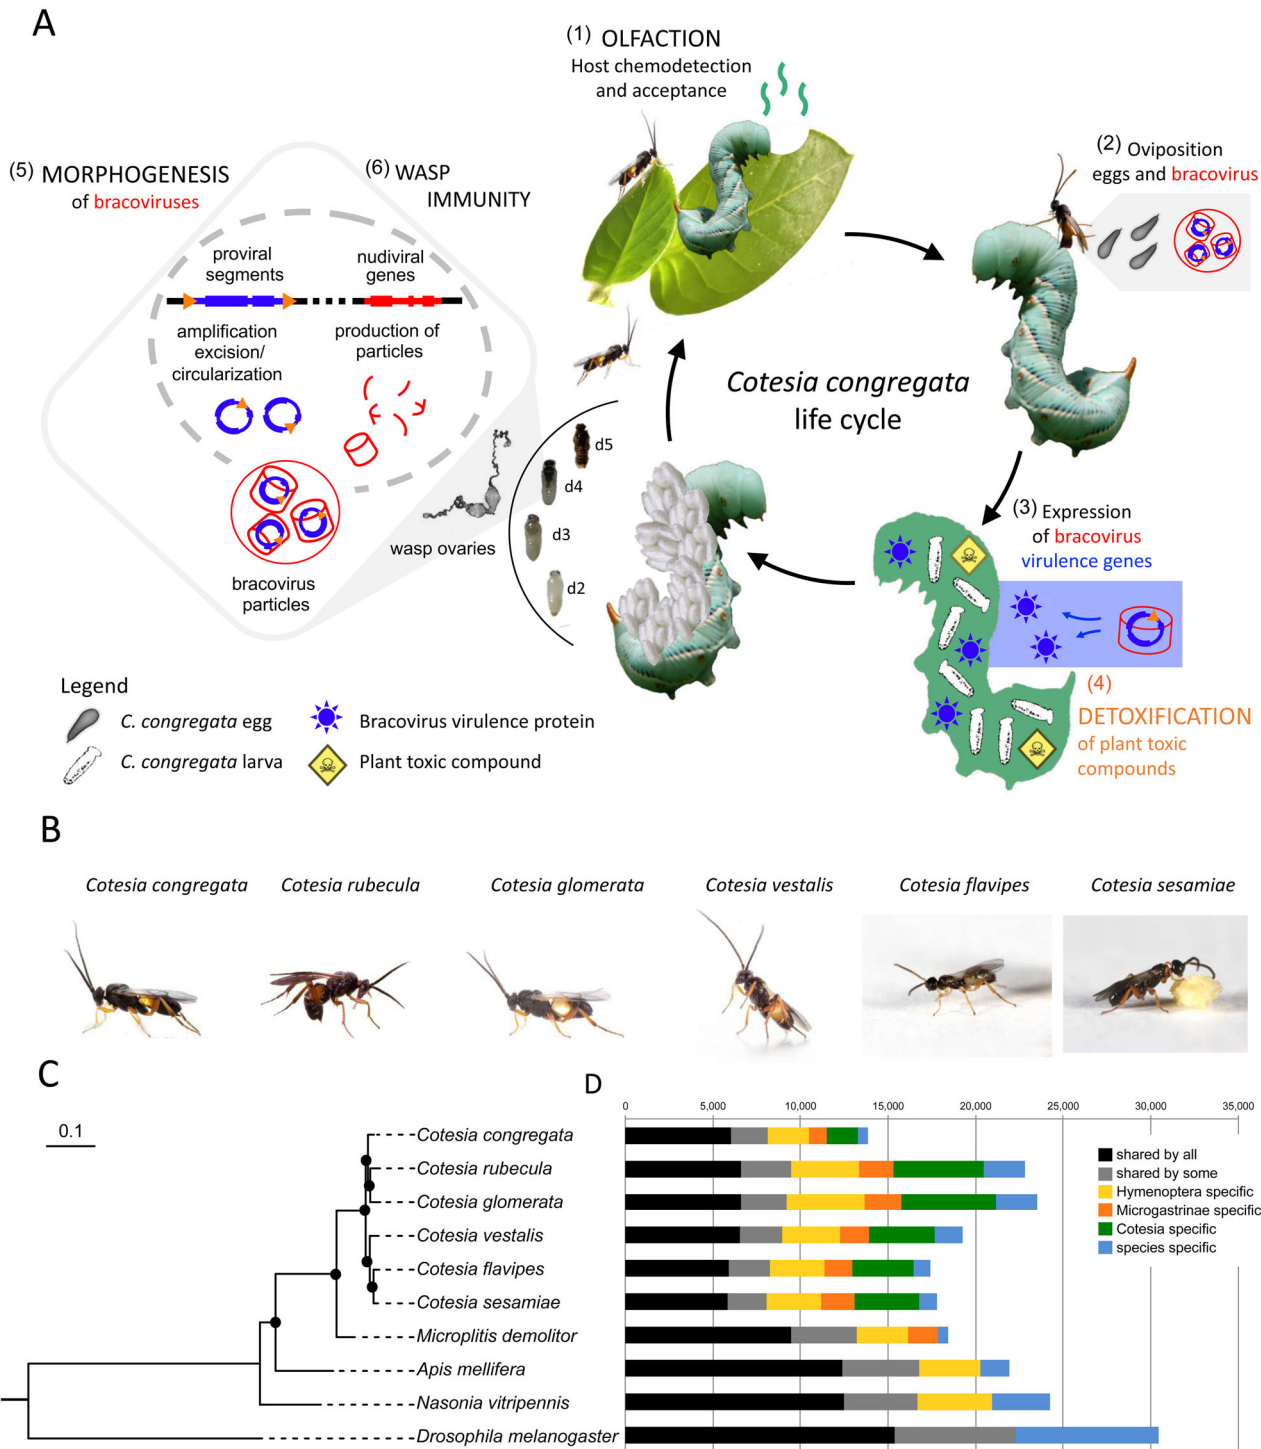 A
(1) OLFACTION
Host chemodetection
and acceptance
(2) Oviposition
eggs and bracovirus
(5) MORPHOGENESIS
of bracoviruses
(6) WASP
IMMUNITY
proviral
segments
nudiviral
genes
amplification
excision/
circularization
production of
particles
bracovirus
particles
wasp ovaries
d5
d4
d3
d2
Cotesia congregata
life cycle
(3) Expression
of bracovirus
virulence genes
(4)
DETOXIFICATION
of plant toxic
compounds
Legend
C. congregata egg
Bracovirus virulence protein
C. congregata larva
Plant toxic compound
B
Cotesia congregata
Cotesia rubecula
Cotesia glomerata
Cotesia vestalis
Cotesia flavipes
Cotesia sesamiae
C
0.1
Cotesia congregata
Cotesia rubecula
Cotesia glomerata
Cotesia vestalis
Cotesia flavipes
Cotesia sesamiae
Microplitis demolitor
Apis mellifera
Nasonia vitripennis
Drosophila melanogaster
D
0 5,000 10,000 15,000 20,000 25,000 30,000 35,000
shared by all
shared by some
Hymenoptera specific
Microgastrinae specific
Cotesia specific
species specific